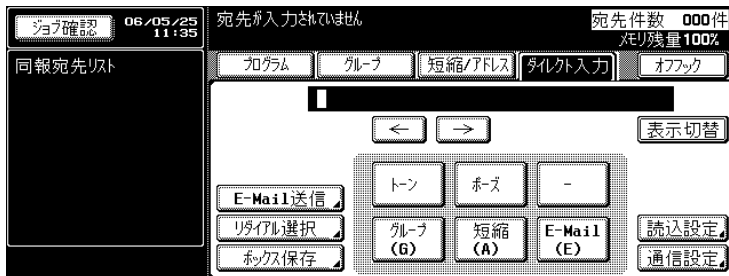 ジョブ確認
06/05/25
11:35
宛先が入力されていません
宛先件数 000件
メモリ残量100%
同報宛先リスト
プログラム グループ 短縮/アドレス ダイレクト入力 オフフック
← →
表示切替
トーン ポーズ -
E-Mail送信
リダイアル選択
グループ
(G)
短縮
(A)
E-Mail
(E)
読込設定
ボックス保存
通信設定